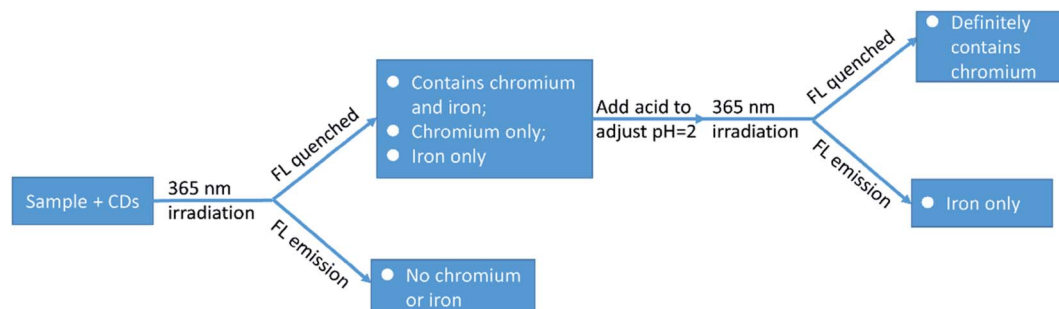 Sample + CDs
365 nm
irradiation
FL quenched
FL emission
Contains chromium
and iron;
Chromium only;
Iron only
No chromium
or iron
Add acid to
adjust pH=2
365 nm
irradiation
FL quenched
FL emission
Definitely
contains
chromium
Iron only